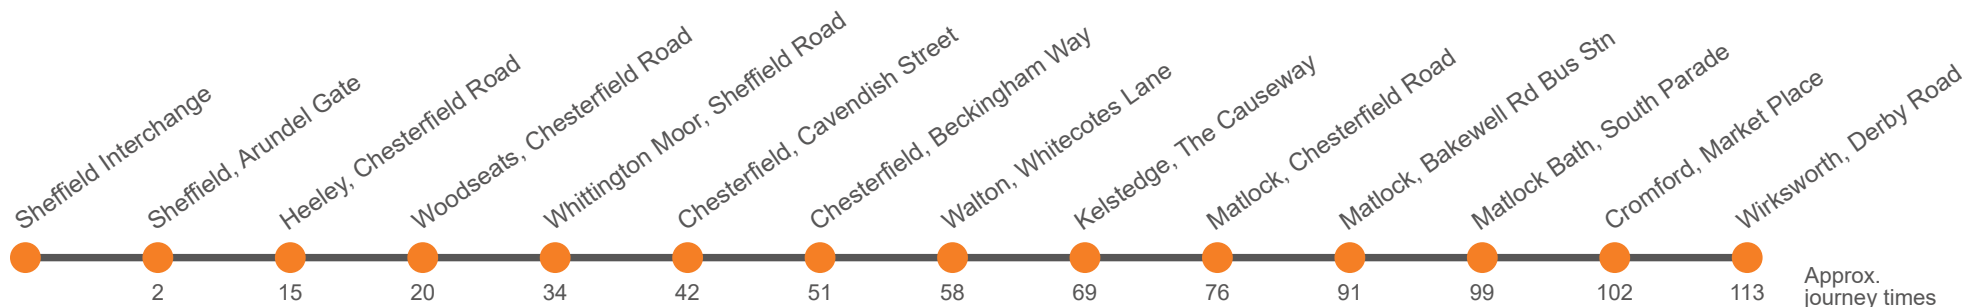 Sheffield Interchange
Sheffield, Arundel Gate
Heeley, Chesterfield Road
Woodseats, Chesterfield Road
Whittington Moor, Sheffield Road
Chesterfield, Cavendish Street
Chesterfield, Beckingham Way
Walton, Whitecotes Lane
Kelstedge, The Causeway
Matlock, Chesterfield Road
Matlock, Bakewell Rd Bus Stn
Matlock Bath, South Parade
Cromford, Market Place
Wirksworth, Derby Road
2 15 20 34 42 51 58 69 76 91 99 102 113
Approx.
journey times